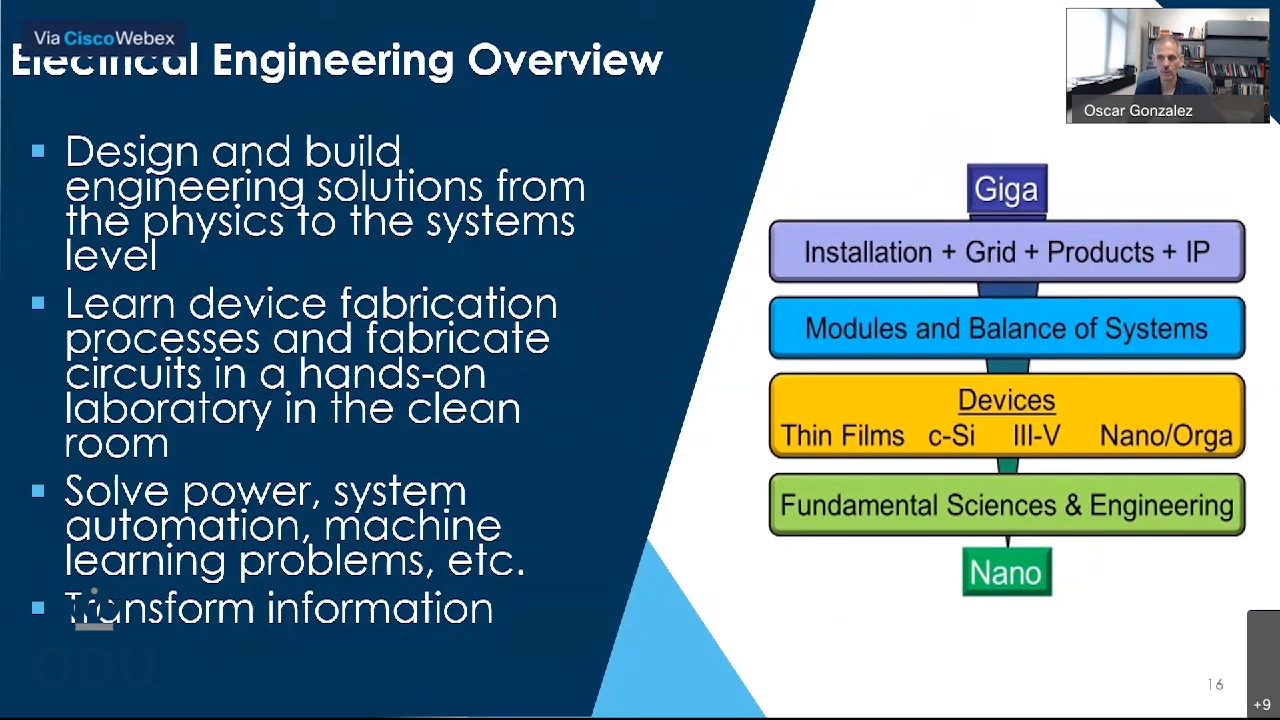 Via Cisco Webex
Electrical Engineering Overview
Design and build
engineering solutions from
the physics to the systems
level
Learn device fabrication
processes and fabricate
circuits in a hands-on
laboratory in the clean
room
Solve power, system
automation, machine
learning problems, etc.
Transform information
ODU
Oscar Gonzalez
Giga
Installation + Grid + Products + IP
Modules and Balance of Systems
Devices
Thin Films c-Si III-V Nano/Orga
Fundamental Sciences & Engineering
Nano
16
+9